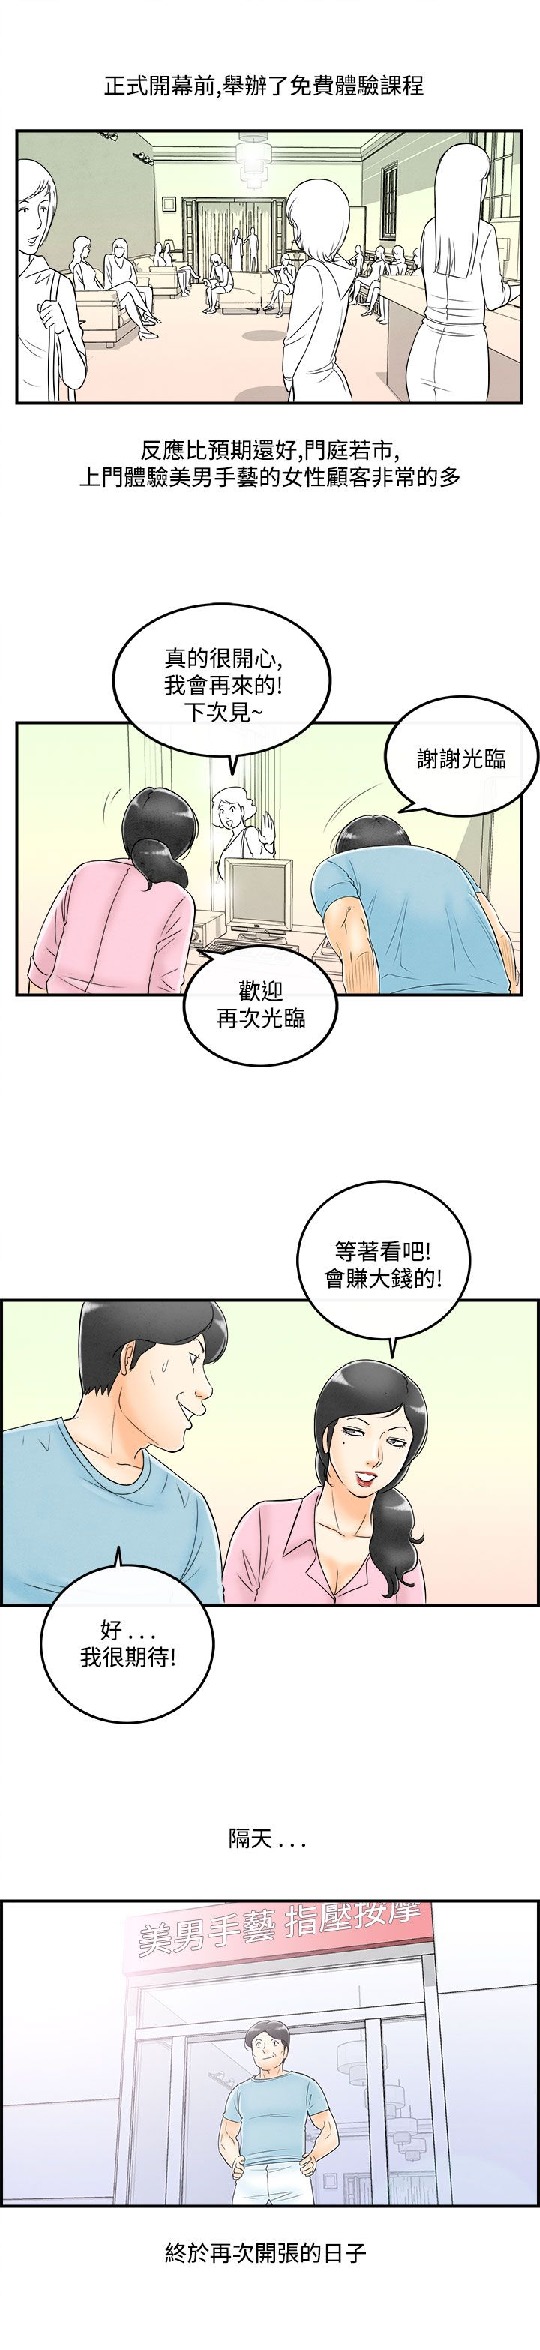 正式開幕前,舉辦了免費體驗課程
反應比預期還好,門庭若市,
上門體驗美男手藝的女性顧客非常的多
真的很開心,
我會再來的!
下次見~
謝謝光臨
歡迎
再次光臨
等著看吧!
會賺大錢的!
好...
我很期待!
隔天...
美男手藝 指壓按摩
終於再次開張的日子